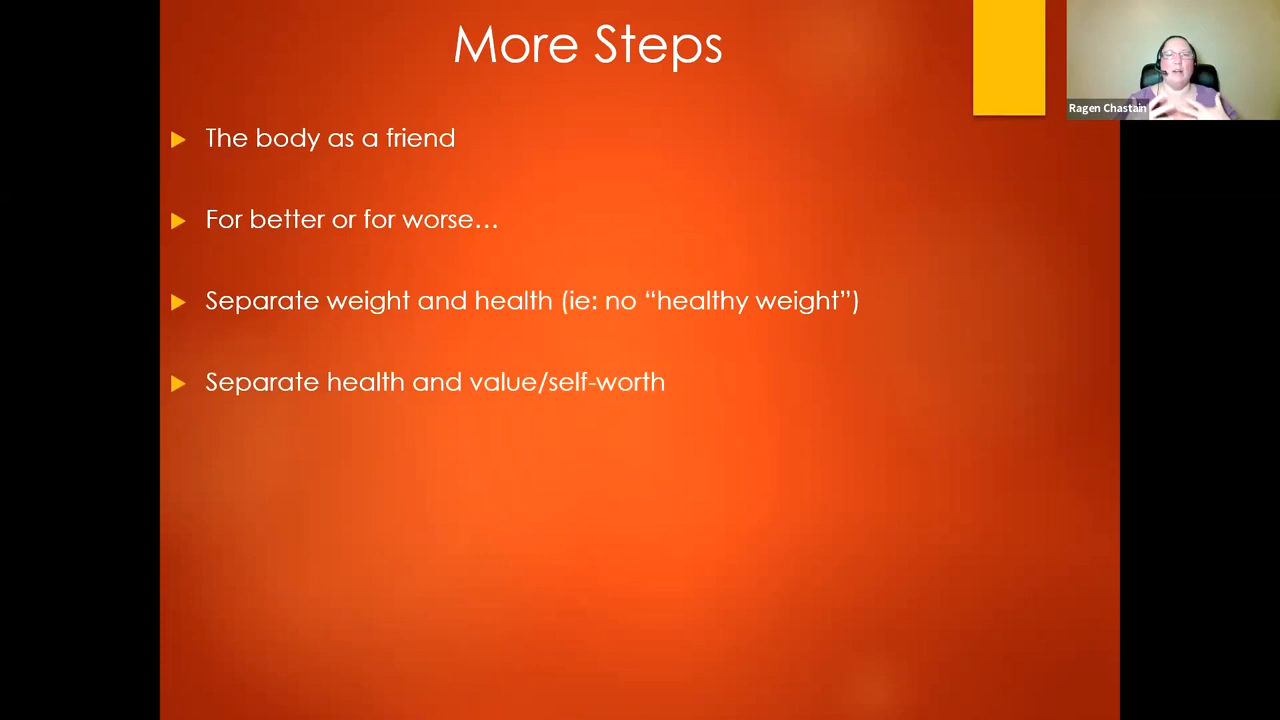 More Steps
Ragen Chastain
The body as a friend
For better or for worse…
Separate weight and health (ie: no “healthy weight”)
Separate health and value/self-worth